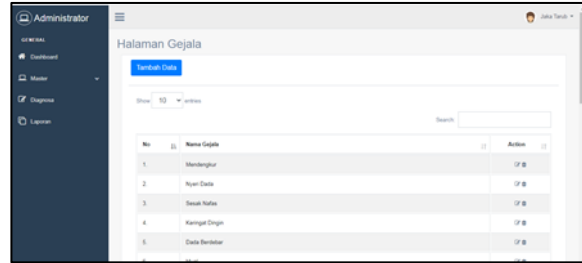 Administrator
Jaka Tarub
GENERAL
Dashboard
Master
Diagnosa
Laporan
Halaman Gejala
Tambah Data
Show 10 entries
Search
No Nama Gejala Action
1. Mendengkur
2. Nyeri Dada
3. Sesak Nafas
4. Keringat Dingin
5. Dada Berdebar